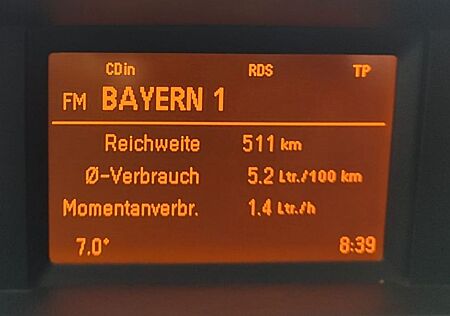 CDin RDS TP
FM BAYERN 1
Reichweite 511 km
Ø-Verbrauch 5.2 Ltr./100 km
Momentanverbr. 1.4 Ltr./h
7,0° 8:39